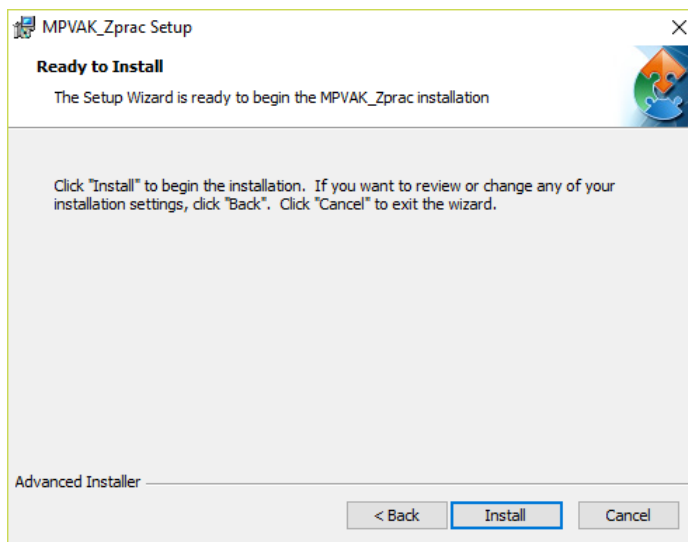 MPVAK_Zprac Setup
Ready to Install
The Setup Wizard is ready to begin the MPVAK_Zprac installation
Click "Install" to begin the installation.  If you want to review or change any of your
installation settings, click "Back".  Click "Cancel" to exit the wizard.
Advanced Installer
< Back Install Cancel